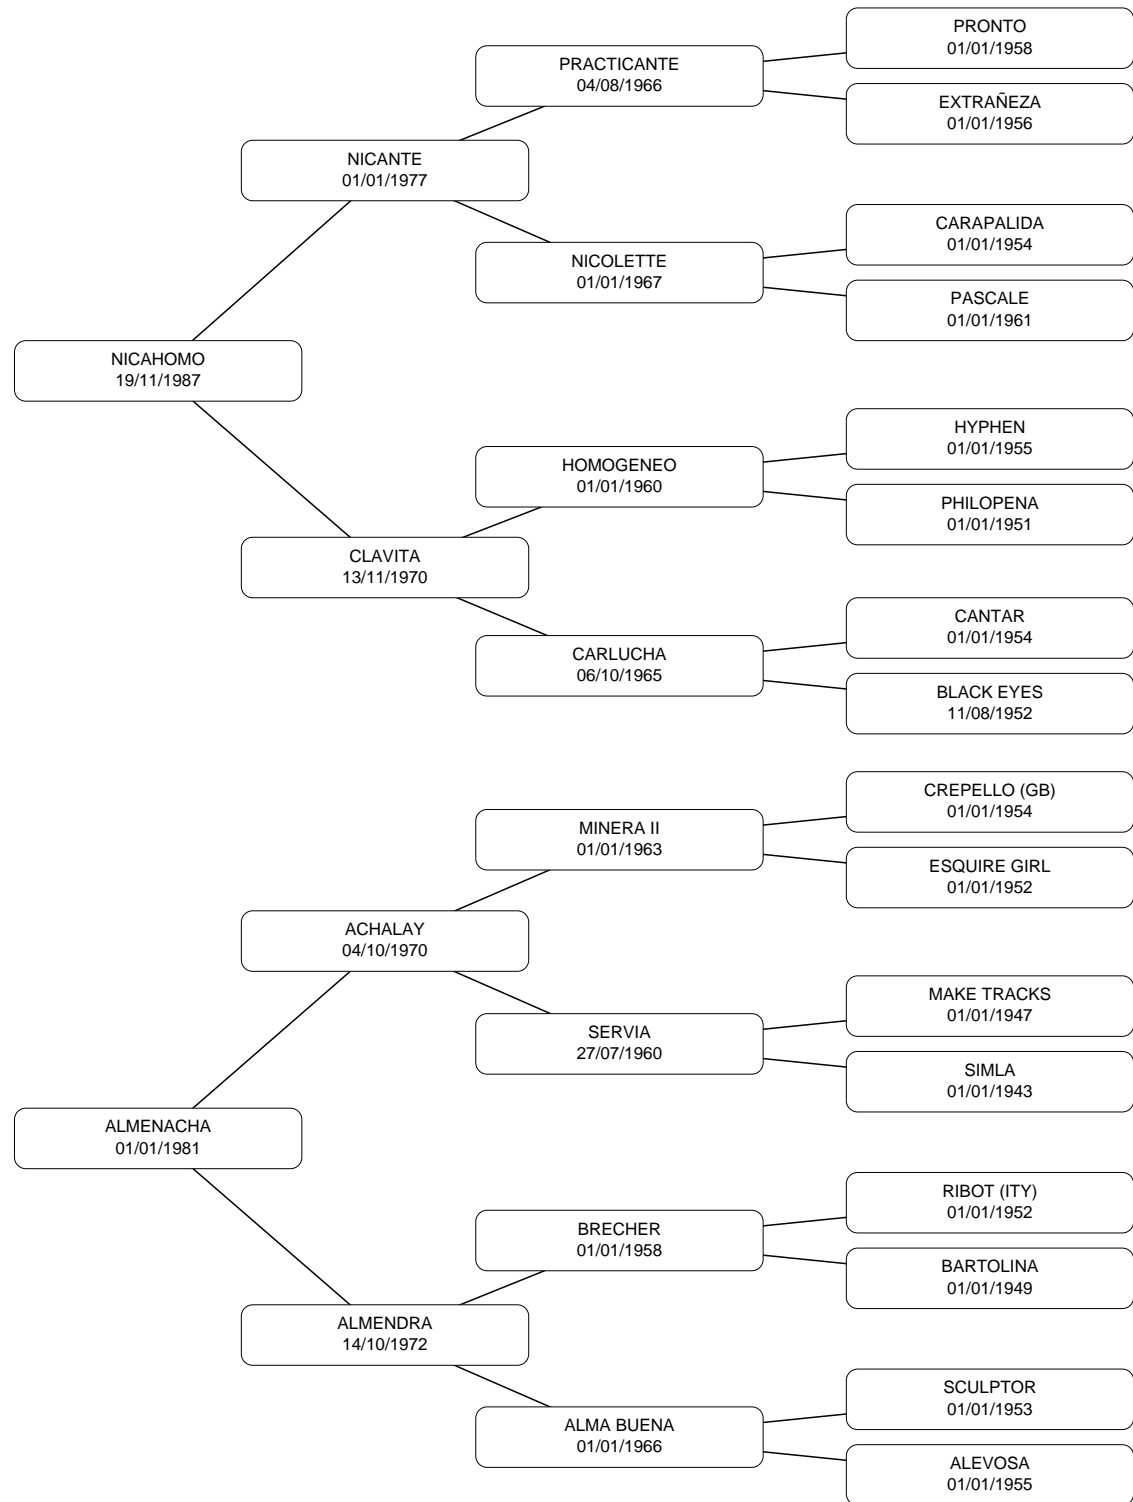 PRONTO
01/01/1958
PRACTICANTE
04/08/1966
EXTRAÑEZA
01/01/1956
NICANTE
01/01/1977
CARAPALIDA
01/01/1954
NICOLETTE
01/01/1967
PASCALE
01/01/1961
NICAHOMO
19/11/1987
HYPHEN
01/01/1955
HOMOGENEO
01/01/1960
PHILOPENA
01/01/1951
CLAVITA
13/11/1970
CANTAR
01/01/1954
CARLUCHA
06/10/1965
BLACK EYES
11/08/1952
CREPELLO (GB)
01/01/1954
MINERA II
01/01/1963
ESQUIRE GIRL
01/01/1952
ACHALAY
04/10/1970
MAKE TRACKS
01/01/1947
SERVIA
27/07/1960
SIMLA
01/01/1943
ALMENACHA
01/01/1981
RIBOT (ITY)
01/01/1952
BRECHER
01/01/1958
BARTOLINA
01/01/1949
ALMENDRA
14/10/1972
SCULPTOR
01/01/1953
ALMA BUENA
01/01/1966
ALEVOSA
01/01/1955